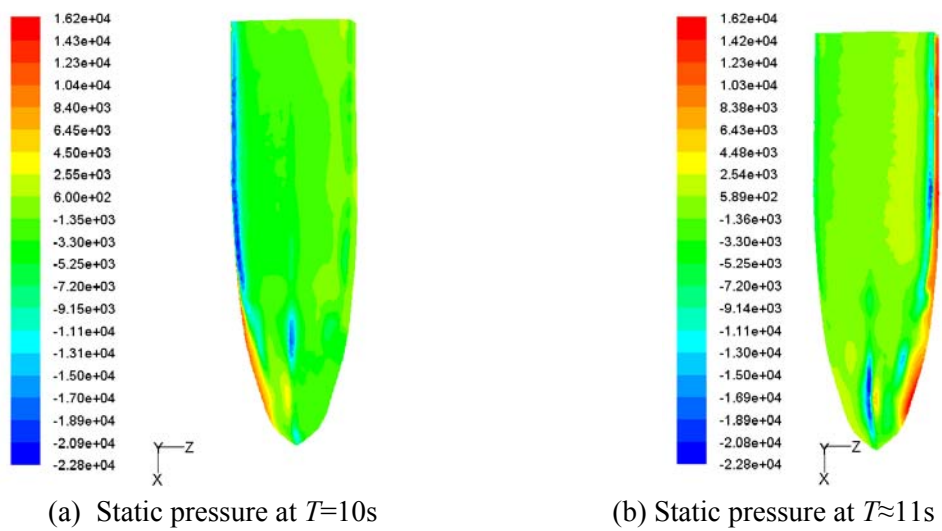 1.62e+04
1.43e+04
1.23e+04
1.04e+04
8.40e+03
6.45e+03
4.50e+03
2.55e+03
6.00e+02
-1.35e+03
-3.30e+03
-5.25e+03
-7.20e+03
-9.15e+03
-1.11e+04
-1.31e+04
-1.50e+04
-1.70e+04
-1.89e+04
-2.09e+04
-2.28e+04
Y Z
X
(a) Static pressure at T=10s
1.62e+04
1.42e+04
1.23e+04
1.04e+04
8.38e+03
6.43e+03
4.48e+03
2.54e+03
5.89e+02
-1.36e+03
-3.30e+03
-5.25e+03
-7.20e+03
-9.14e+03
-1.11e+04
-1.30e+04
-1.50e+04
-1.69e+04
-1.89e+04
-2.08e+04
-2.28e+04
Y Z
X
(b) Static pressure at T≈11s